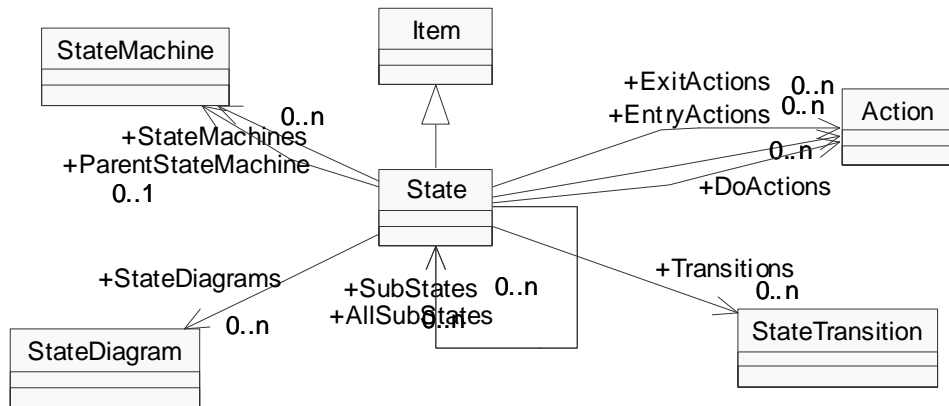 Item
StateMachine
+ExitActions
0..n
+EntryActions
0..n
Action
0..n
+StateMachines
+ParentStateMachine
0..1
0..n
State
+DoActions
+StateDiagrams
+SubStates
0..n
+AllSubStates
0..n
+Transitions
0..n
0..n
StateDiagram
StateTransition